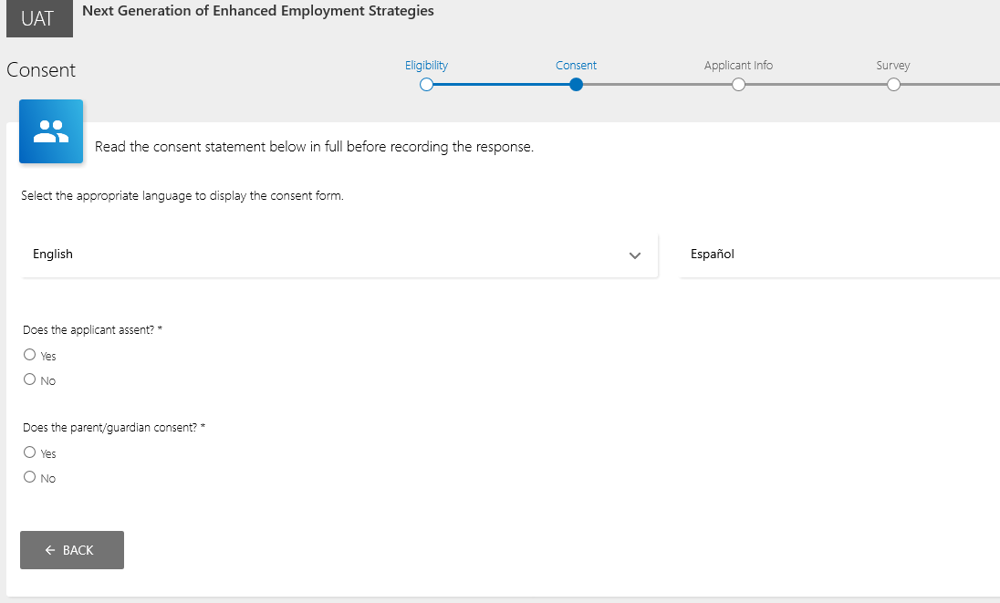 UAT
Next Generation of Enhanced Employment Strategies
Consent
Eligibility
Consent
Applicant Info
Survey
Read the consent statement below in full before recording the response.
Select the appropriate language to display the consent form.
English
Español
Does the applicant assent? *
Yes
No
Does the parent/guardian consent? *
Yes
No
← BACK